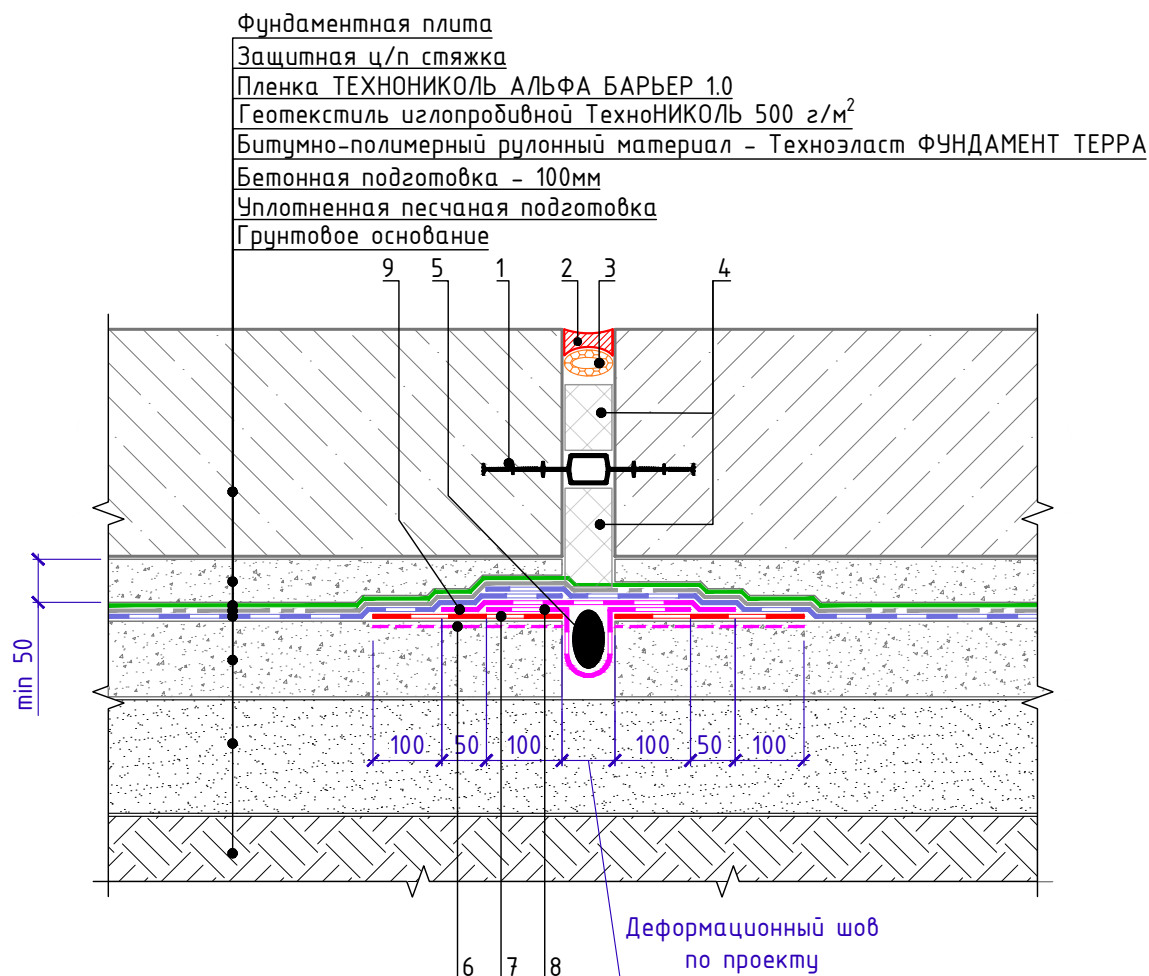 Фундаментная плита
Защитная ц/п стяжка
Пленка ТЕХНОНИКОЛЬ АЛЬФА БАРЬЕР 1.0
Геотекстиль иглопробивной ТехноНИКОЛЬ 500 г/м²
Битумно-полимерный рулонный материал - Техноэласт ФУНДАМЕНТ ТЕРРА
Бетонная подготовка - 100мм
Уплотненная песчаная подготовка
Грунтовое основание
9 5 1 2 3 4
min 50
100 50 100 100 50 100
Деформационный шов
по проекту
6 7 8